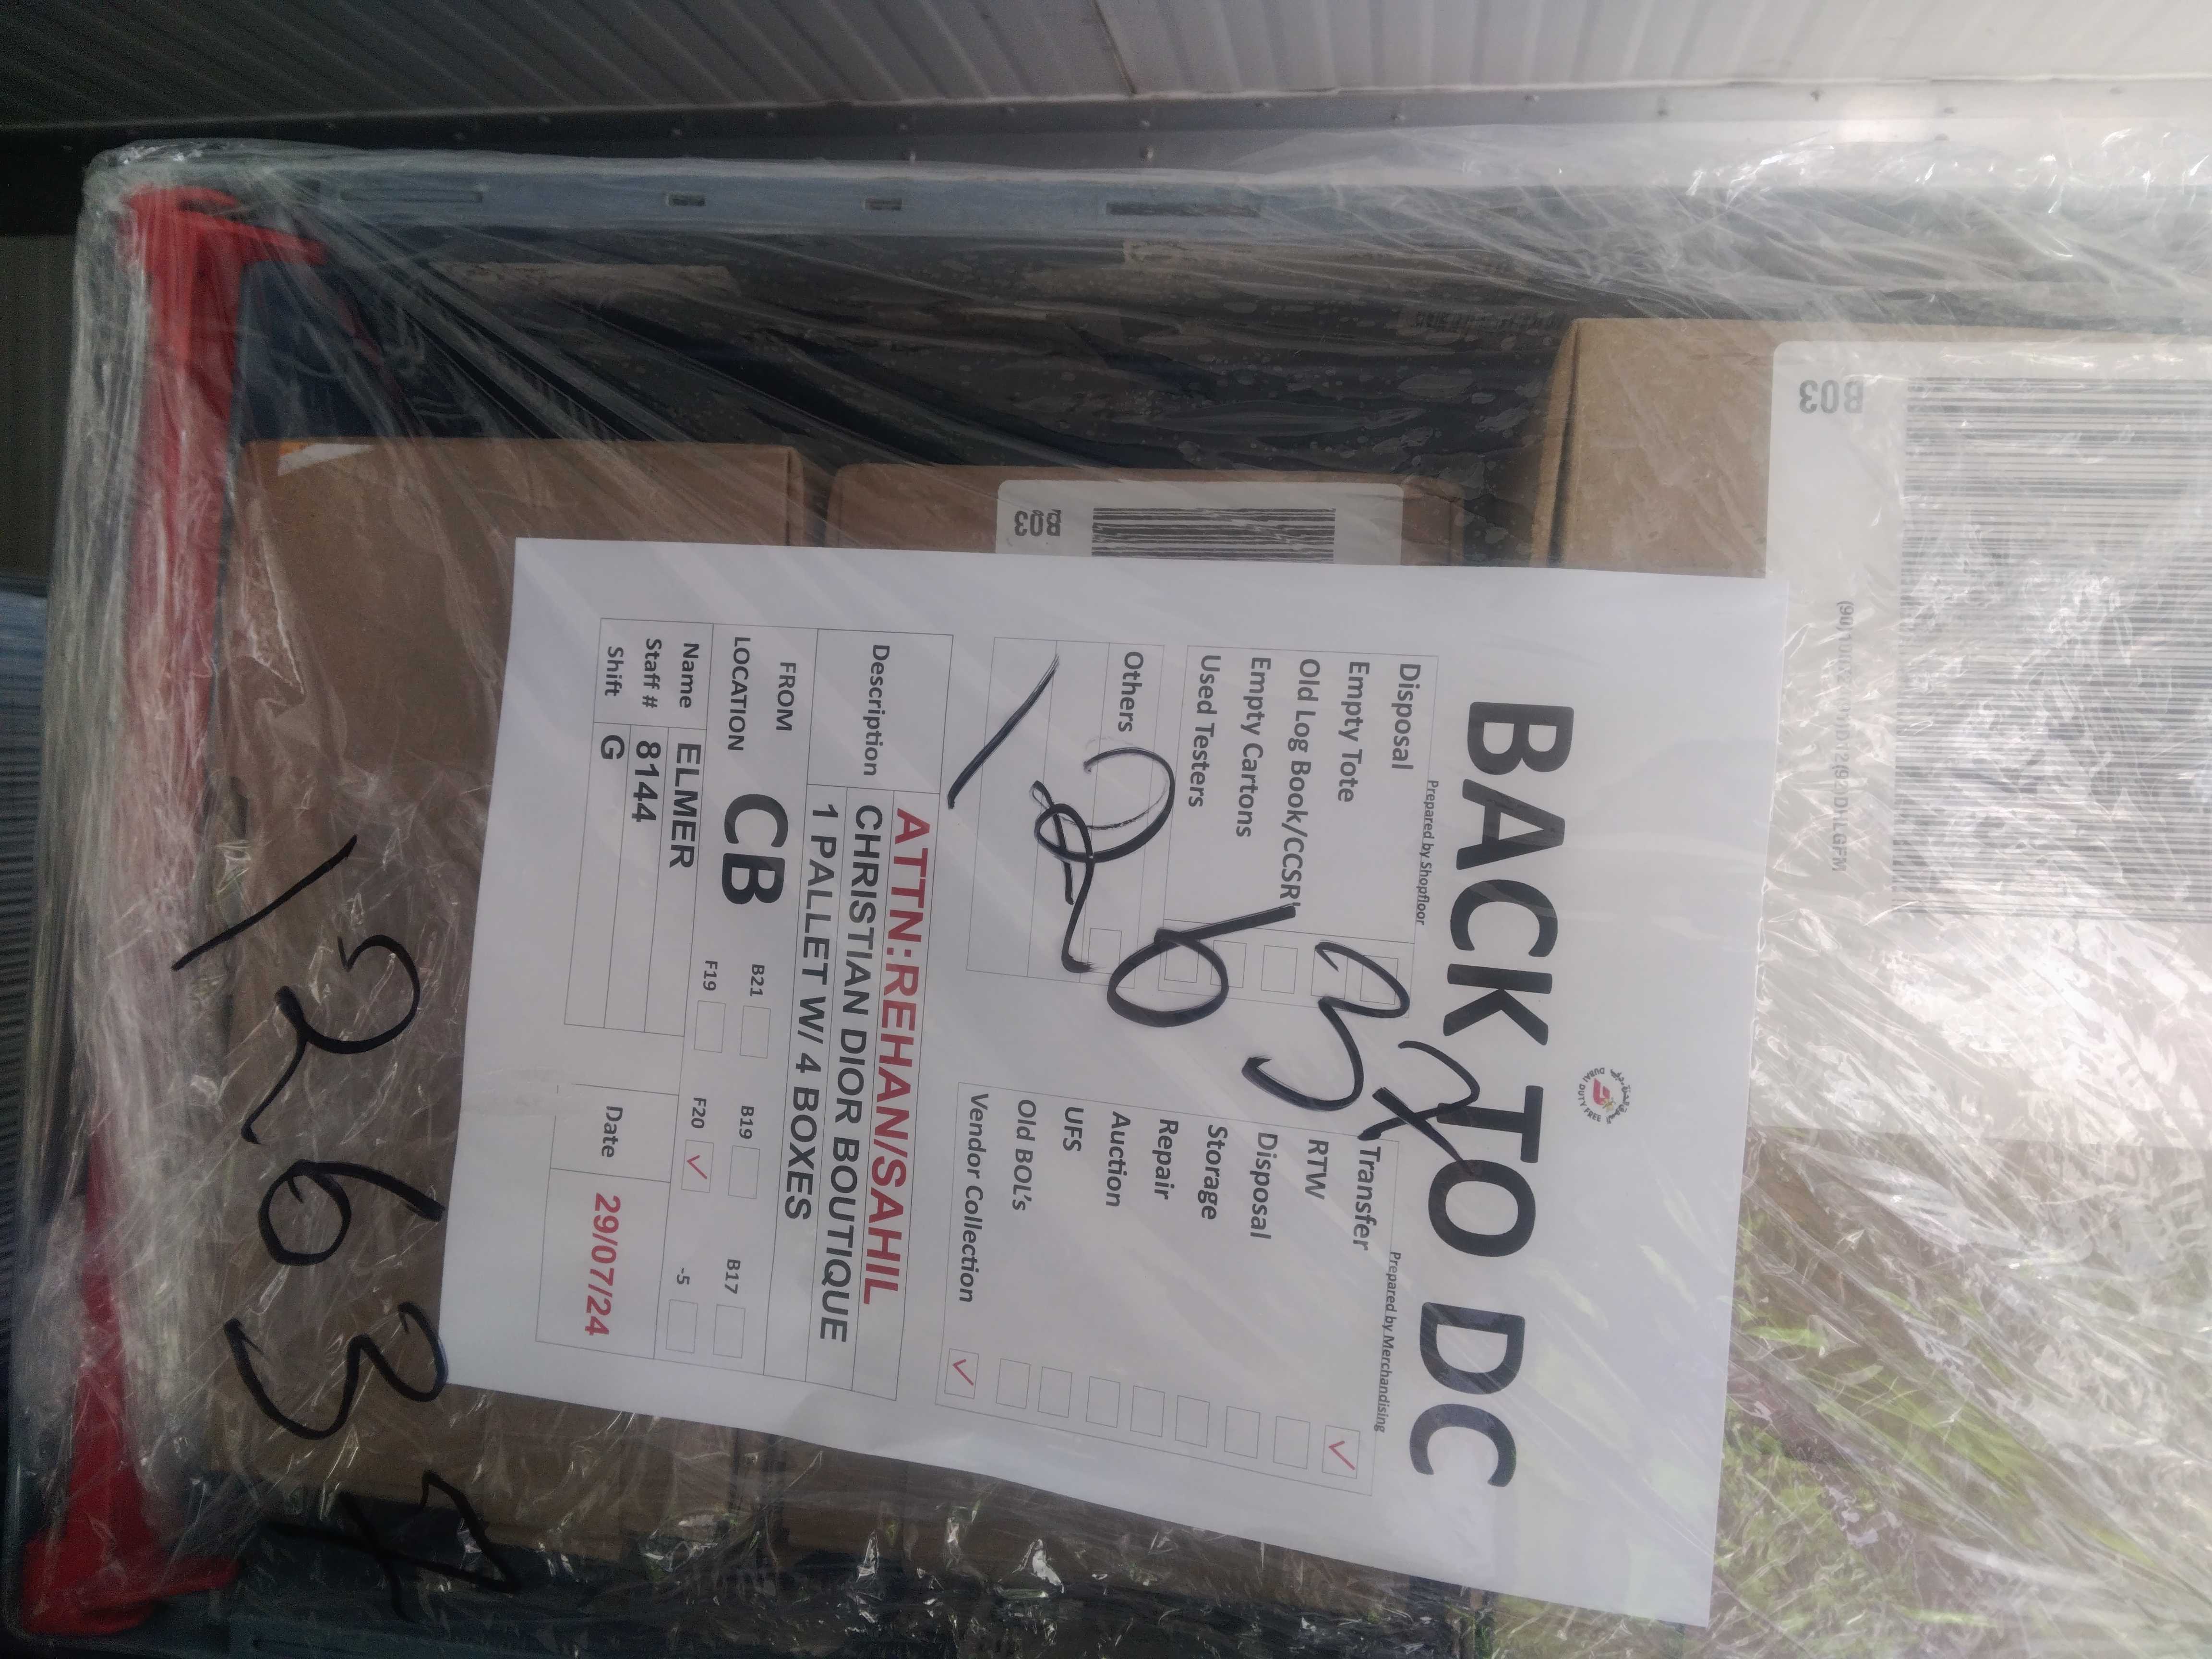 BACK TO DC
DUBAI DUTY FREE
Prepared by Shopfloor
Disposal
Empty Tote
Old Log Book/CCSR's
Empty Cartons
Used Testers
Others
Prepared by Merchandising
Transfer ✓
RTW
Disposal
Storage
Repair
Auction
UFS
Old BOL's
Vendor Collection ✓
12637
Description
ATTN:REHAN/SAHIL
CHRISTIAN DIOR BOUTIQUE
1 PALLET W/ 4 BOXES
FROM LOCATION
CB
B21 B19 B17
F19 F20 ✓ -5
Name ELMER
Staff # 8144
Shift G
Date 29/07/24
12637
B03